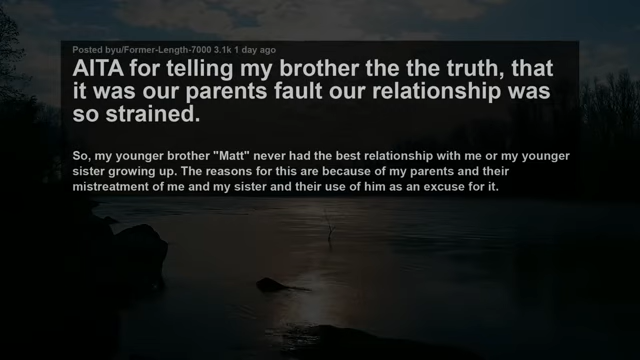 Posted byu/Former-Length-7000 3.1k 1 day ago
AITA for telling my brother the the truth, that
it was our parents fault our relationship was
so strained.
So, my younger brother "Matt" never had the best relationship with me or my younger
sister growing up. The reasons for this are because of my parents and their
mistreatment of me and my sister and their use of him as an excuse for it.